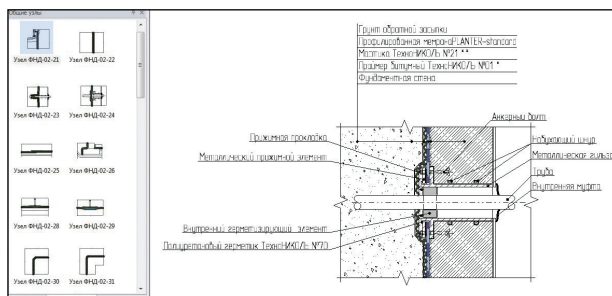 Общие узлы
Узел ФНД-02-21
Узел ФНД-02-22
Узел ФНД-02-23
Узел ФНД-02-24
Узел ФНД-02-25
Узел ФНД-02-26
Узел ФНД-02-28
Узел ФНД-02-29
Узел ФНД-02-30
Узел ФНД-02-31
Грунт обратной засыпки
Профилированная мембранаPLANTER-standard
Мастика ТехноНИКОЛЬ №21 **
Праймер битумный ТехноНИКОЛЬ №01 *
Фундаментная стена
Анкерный болт
Прижимная прокладка
Набухающий шнур
Металлический прижимной элемент
Металлическая гильза
Труба
Внутренняя муфта
Внутренний герметизирующий элемент
Полиуретановый герметик ТехноНИКОЛЬ №70